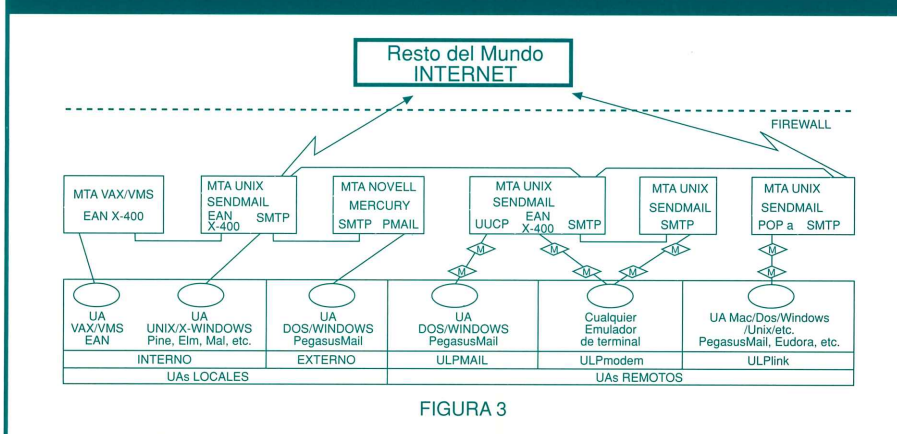 Resto del Mundo
INTERNET
FIREWALL
MTA VAX/VMS
EAN X-400
MTA UNIX
SENDMAIL
EAN
X-400
SMTP
MTA NOVELL
MERCURY
SMTP PMAIL
MTA UNIX
SENDMAIL
EAN
UUCP X-400 SMTP
MTA UNIX
SENDMAIL
SMTP
MTA UNIX
SENDMAIL
POP a SMTP
M
M
M
M
M
M
M
M
UA
VAX/VMS
EAN
UA
UNIX/X-WINDOWS
Pine, Elm, Mal, etc.
UA
DOS/WINDOWS
PegasusMail
UA
DOS/WINDOWS
PegasusMail
Cualquier
Emulador
de terminal
UA Mac/Dos/Windows
/Unix/etc.
PegasusMail, Eudora, etc.
INTERNO
EXTERNO
ULPMAIL
ULPmodem
ULPlink
UAs LOCALES
UAs REMOTOS
FIGURA 3